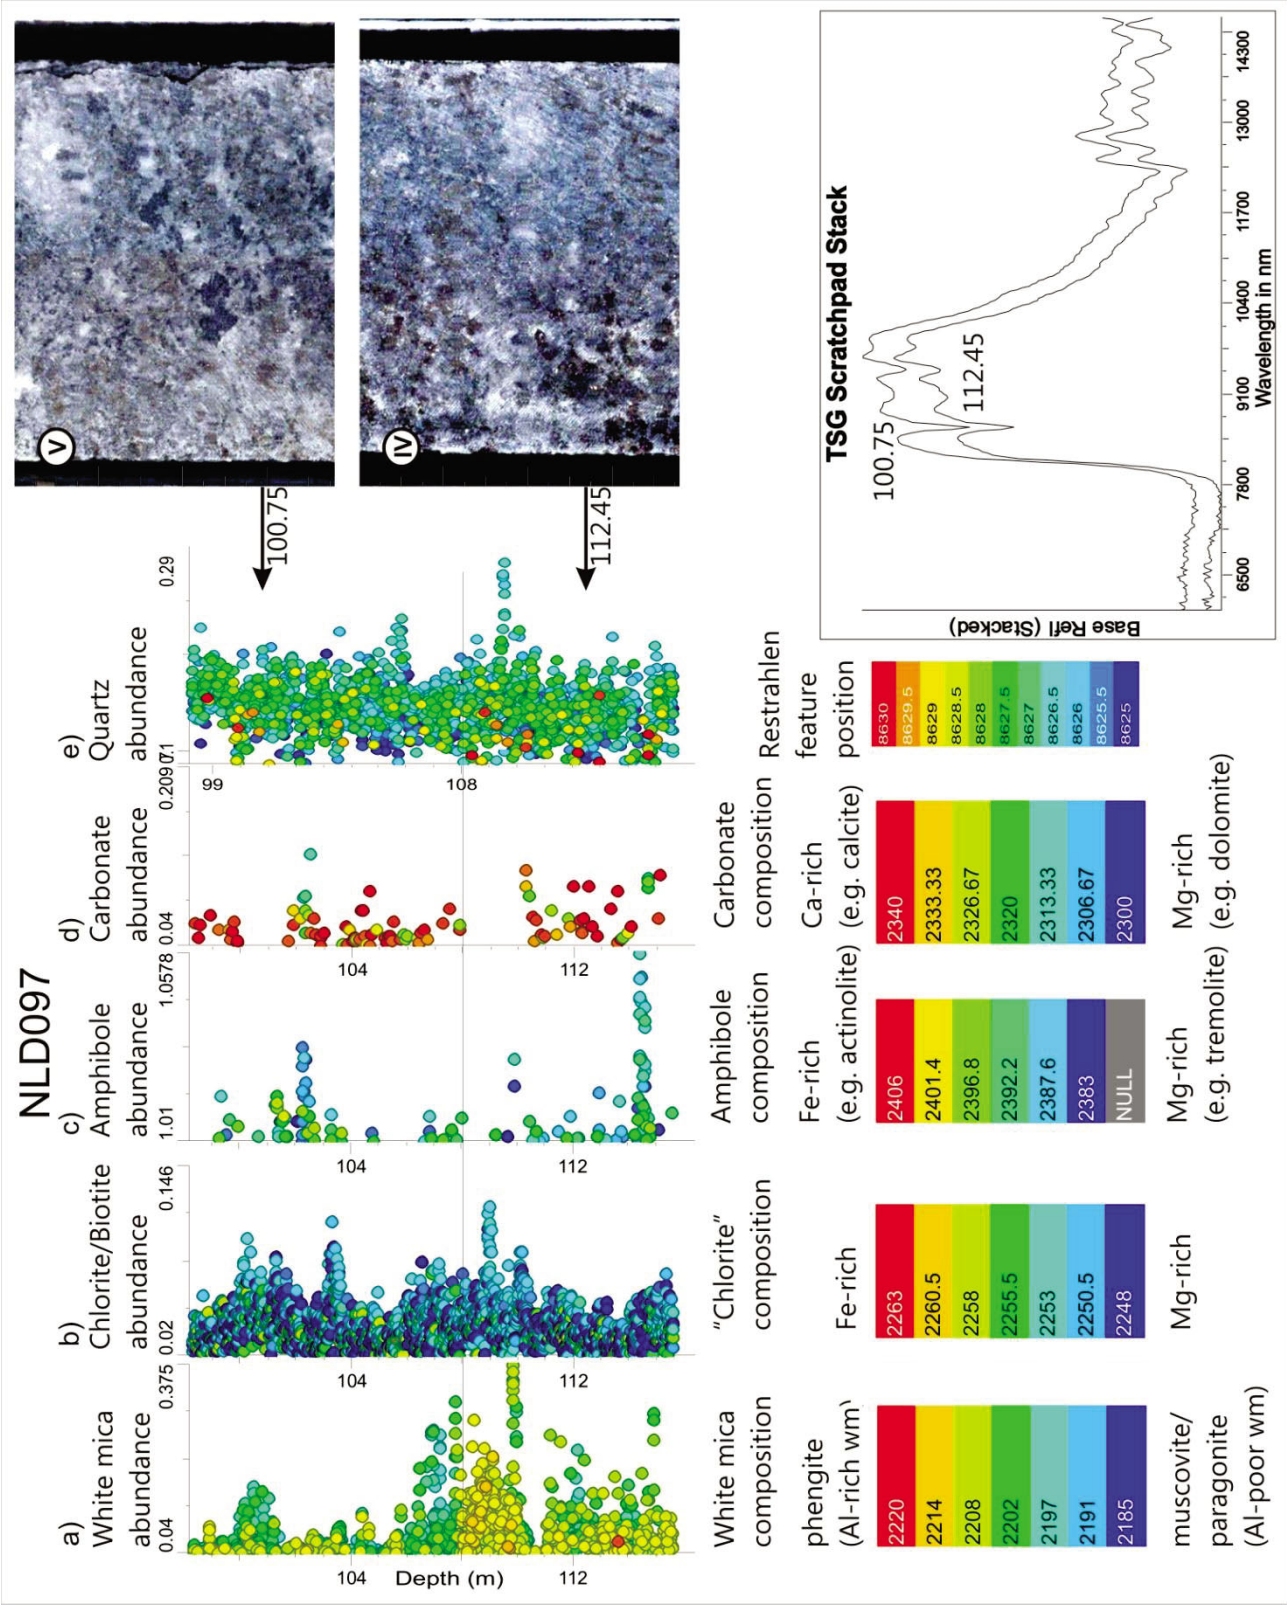 NLD097
a)
White mica
abundance
0.04
0.375
104
Depth (m)
112
b)
Chlorite/Biotite
abundance
0.02
0.146
104
112
c)
Amphibole
abundance
1.01
1.0578
104
112
d)
Carbonate
abundance
0.04
0.209
104
112
e)
Quartz
abundance
0.1
0.29
99
108
100.75
112.45
V
IV
White mica
composition
phengite
(Al-rich wm)
2220
2214
2208
2202
2197
2191
2185
muscovite/
paragonite
(Al-poor wm)
"Chlorite"
composition
Fe-rich
2263
2260.5
2258
2255.5
2253
2250.5
2248
Mg-rich
Amphibole
composition
Fe-rich
(e.g. actinolite)
2406
2401.4
2396.8
2392.2
2387.6
2383
NULL
Mg-rich
(e.g. tremolite)
Carbonate
composition
Ca-rich
(e.g. calcite)
2340
2333.33
2326.67
2320
2313.33
2306.67
2300
Mg-rich
(e.g. dolomite)
Restrahlen
feature
position
8630
8629.5
8629
8628.5
8628
8627.5
8627
8626.5
8626
8625.5
8625
TSG Scratchpad Stack
100.75
112.45
Base Refl (Stacked)
6500
7800
9100
10400
11700
13000
14300
Wavelength in nm